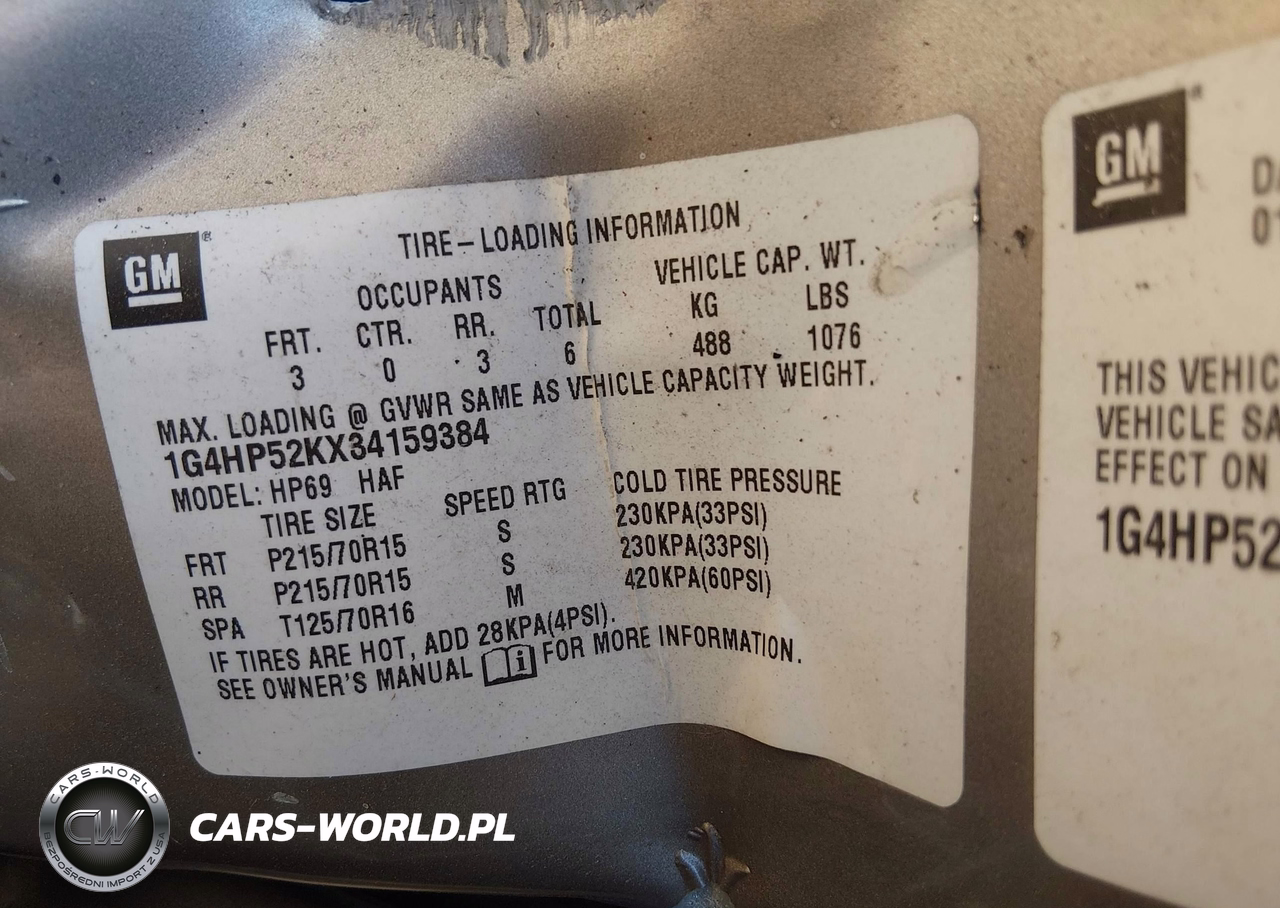 GM
TIRE – LOADING INFORMATION
OCCUPANTS VEHICLE CAP. WT.
FRT. CTR. RR. TOTAL KG LBS
3 0 3 6 488 1076
MAX. LOADING @ GVWR SAME AS VEHICLE CAPACITY WEIGHT.
1G4HP52KX34159384
MODEL: HP69 HAF
TIRE SIZE SPEED RTG COLD TIRE PRESSURE
FRT P215/70R15 S 230KPA(33PSI)
RR P215/70R15 S 230KPA(33PSI)
SPA T125/70R16 M 420KPA(60PSI)
IF TIRES ARE HOT, ADD 28KPA(4PSI).
SEE OWNER'S MANUAL FOR MORE INFORMATION.
GM
THIS VEHIC
VEHICLE SA
EFFECT ON
1G4HP52
CARS-WORLD
CW
BEZPOŚREDNI IMPORT Z USA
CARS-WORLD.PL